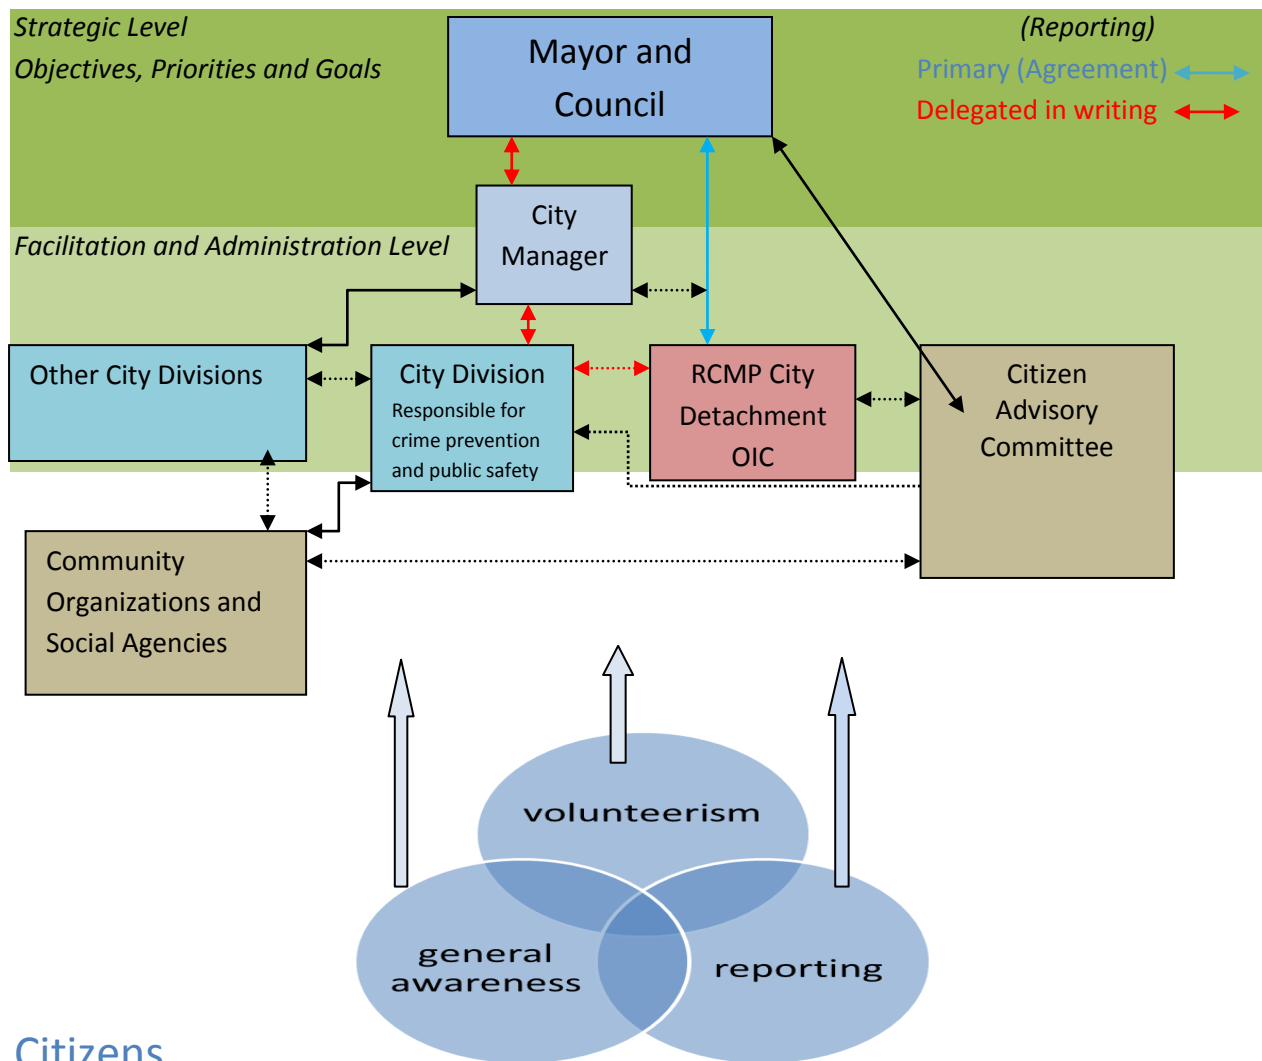 Strategic Level
Objectives, Priorities and Goals
(Reporting)
Primary (Agreement)
Delegated in writing
Mayor and
Council
City
Manager
Facilitation and Administration Level
Other City Divisions
City Division
Responsible for
crime prevention
and public safety
RCMP City
Detachment
OIC
Citizen
Advisory
Committee
Community
Organizations and
Social Agencies
volunteerism
general
awareness
reporting
Citizens